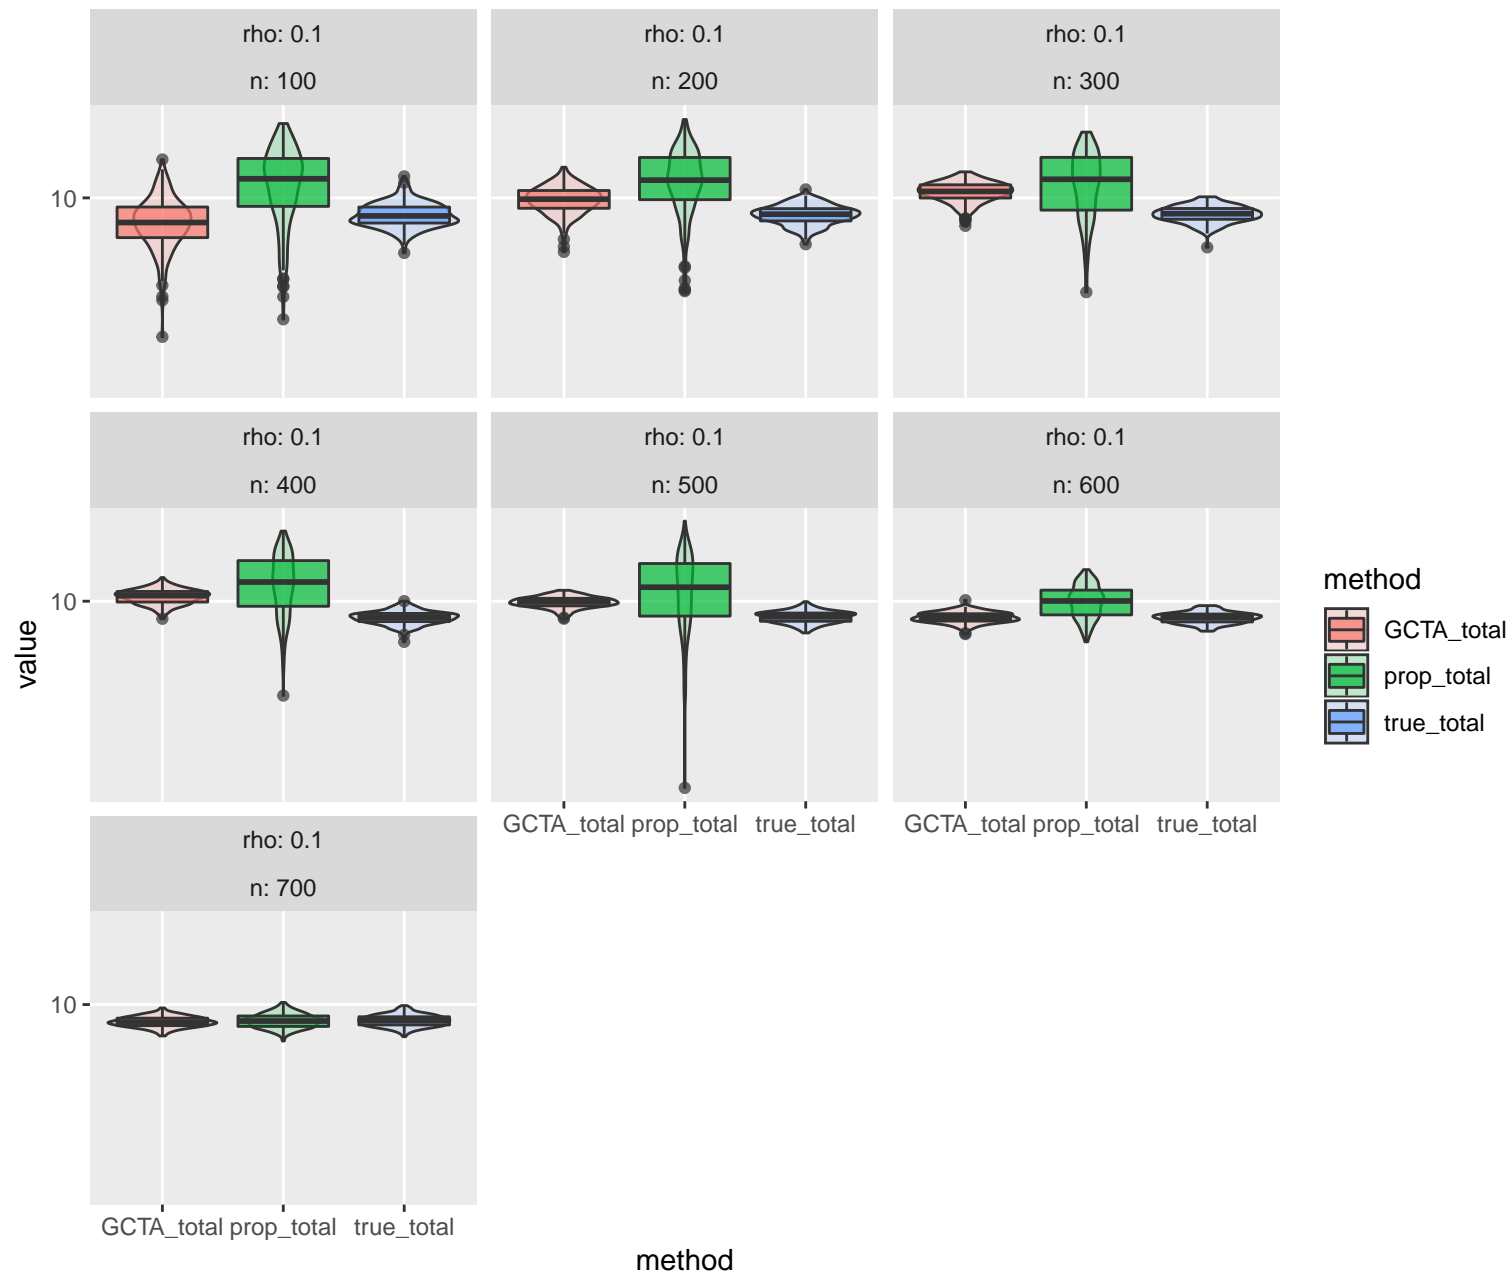 rho: 0.1
rho: 0.1
rho: 0.1
n: 100
n: 200
n: 300
10
rho: 0.1
rho: 0.1
rho: 0.1
n: 400
n: 500
n: 600
10
GCTA_total prop_total true_total
GCTA_total prop_total true_total
rho: 0.1
n: 700
10
GCTA_total prop_total true_total
method
value
method
GCTA_total
prop_total
true_total